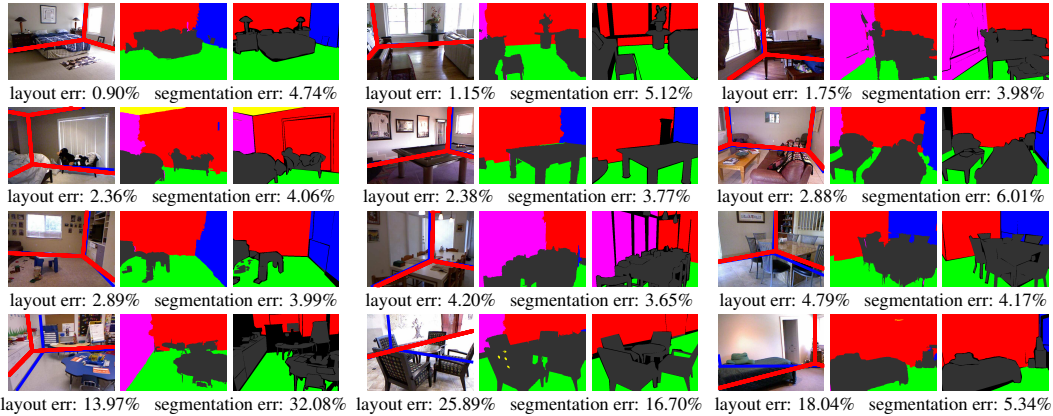 layout err: 0.90% segmentation err: 4.74% layout err: 1.15% segmentation err: 5.12% layout err: 1.75% segmentation err: 3.98%
layout err: 2.36% segmentation err: 4.06% layout err: 2.38% segmentation err: 3.77% layout err: 2.88% segmentation err: 6.01%
layout err: 2.89% segmentation err: 3.99% layout err: 4.20% segmentation err: 3.65% layout err: 4.79% segmentation err: 4.17%
layout err: 13.97% segmentation err: 32.08% layout err: 25.89% segmentation err: 16.70% layout err: 18.04% segmentation err: 5.34%